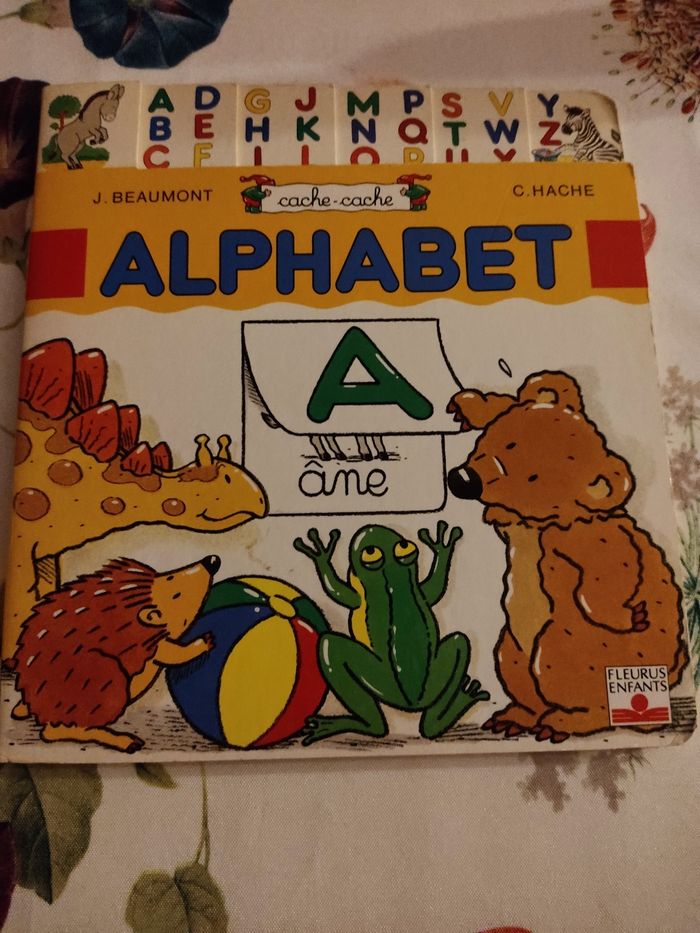 A D G J M P S V Y
B E H K N Q T W Z
C F I L O R U X
J. BEAUMONT
cache-cache
C. HACHE
ALPHABET
A
âne
FLEURUS
ENFANTS